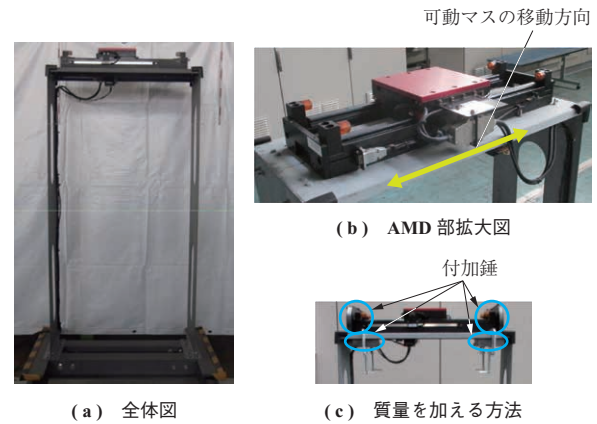 可動マスの移動方向
( b ) AMD 部拡大図
付加錘
( a ) 全体図
( c ) 質量を加える方法